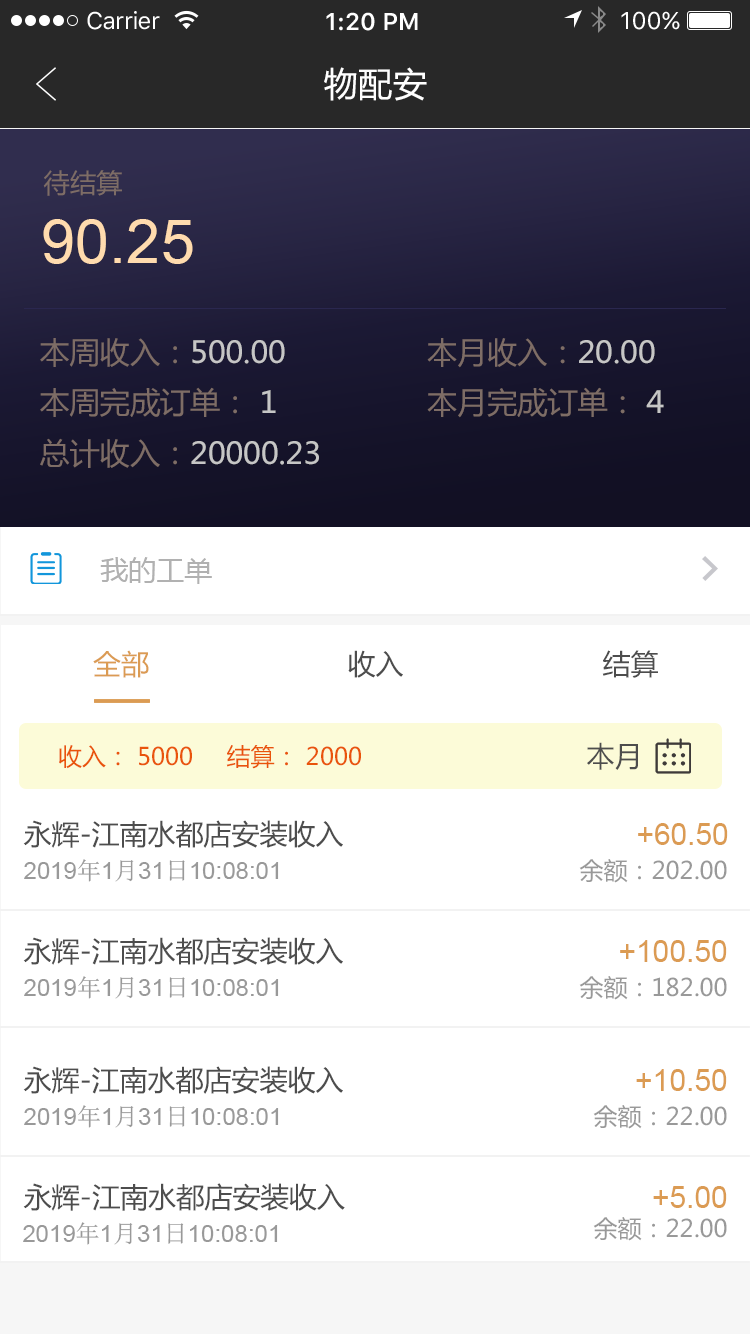 Carrier 1:20 PM 100%
物配安
待结算
90.25
本周收入：500.00 本月收入：20.00
本周完成订单： 1 本月完成订单： 4
总计收入：20000.23
我的工单
全部 收入 结算
收入： 5000 结算： 2000 本月
永辉-江南水都店安装收入 +60.50
2019年1月31日10:08:01 余额：202.00
永辉-江南水都店安装收入 +100.50
2019年1月31日10:08:01 余额：182.00
永辉-江南水都店安装收入 +10.50
2019年1月31日10:08:01 余额：22.00
永辉-江南水都店安装收入 +5.00
2019年1月31日10:08:01 余额：22.00